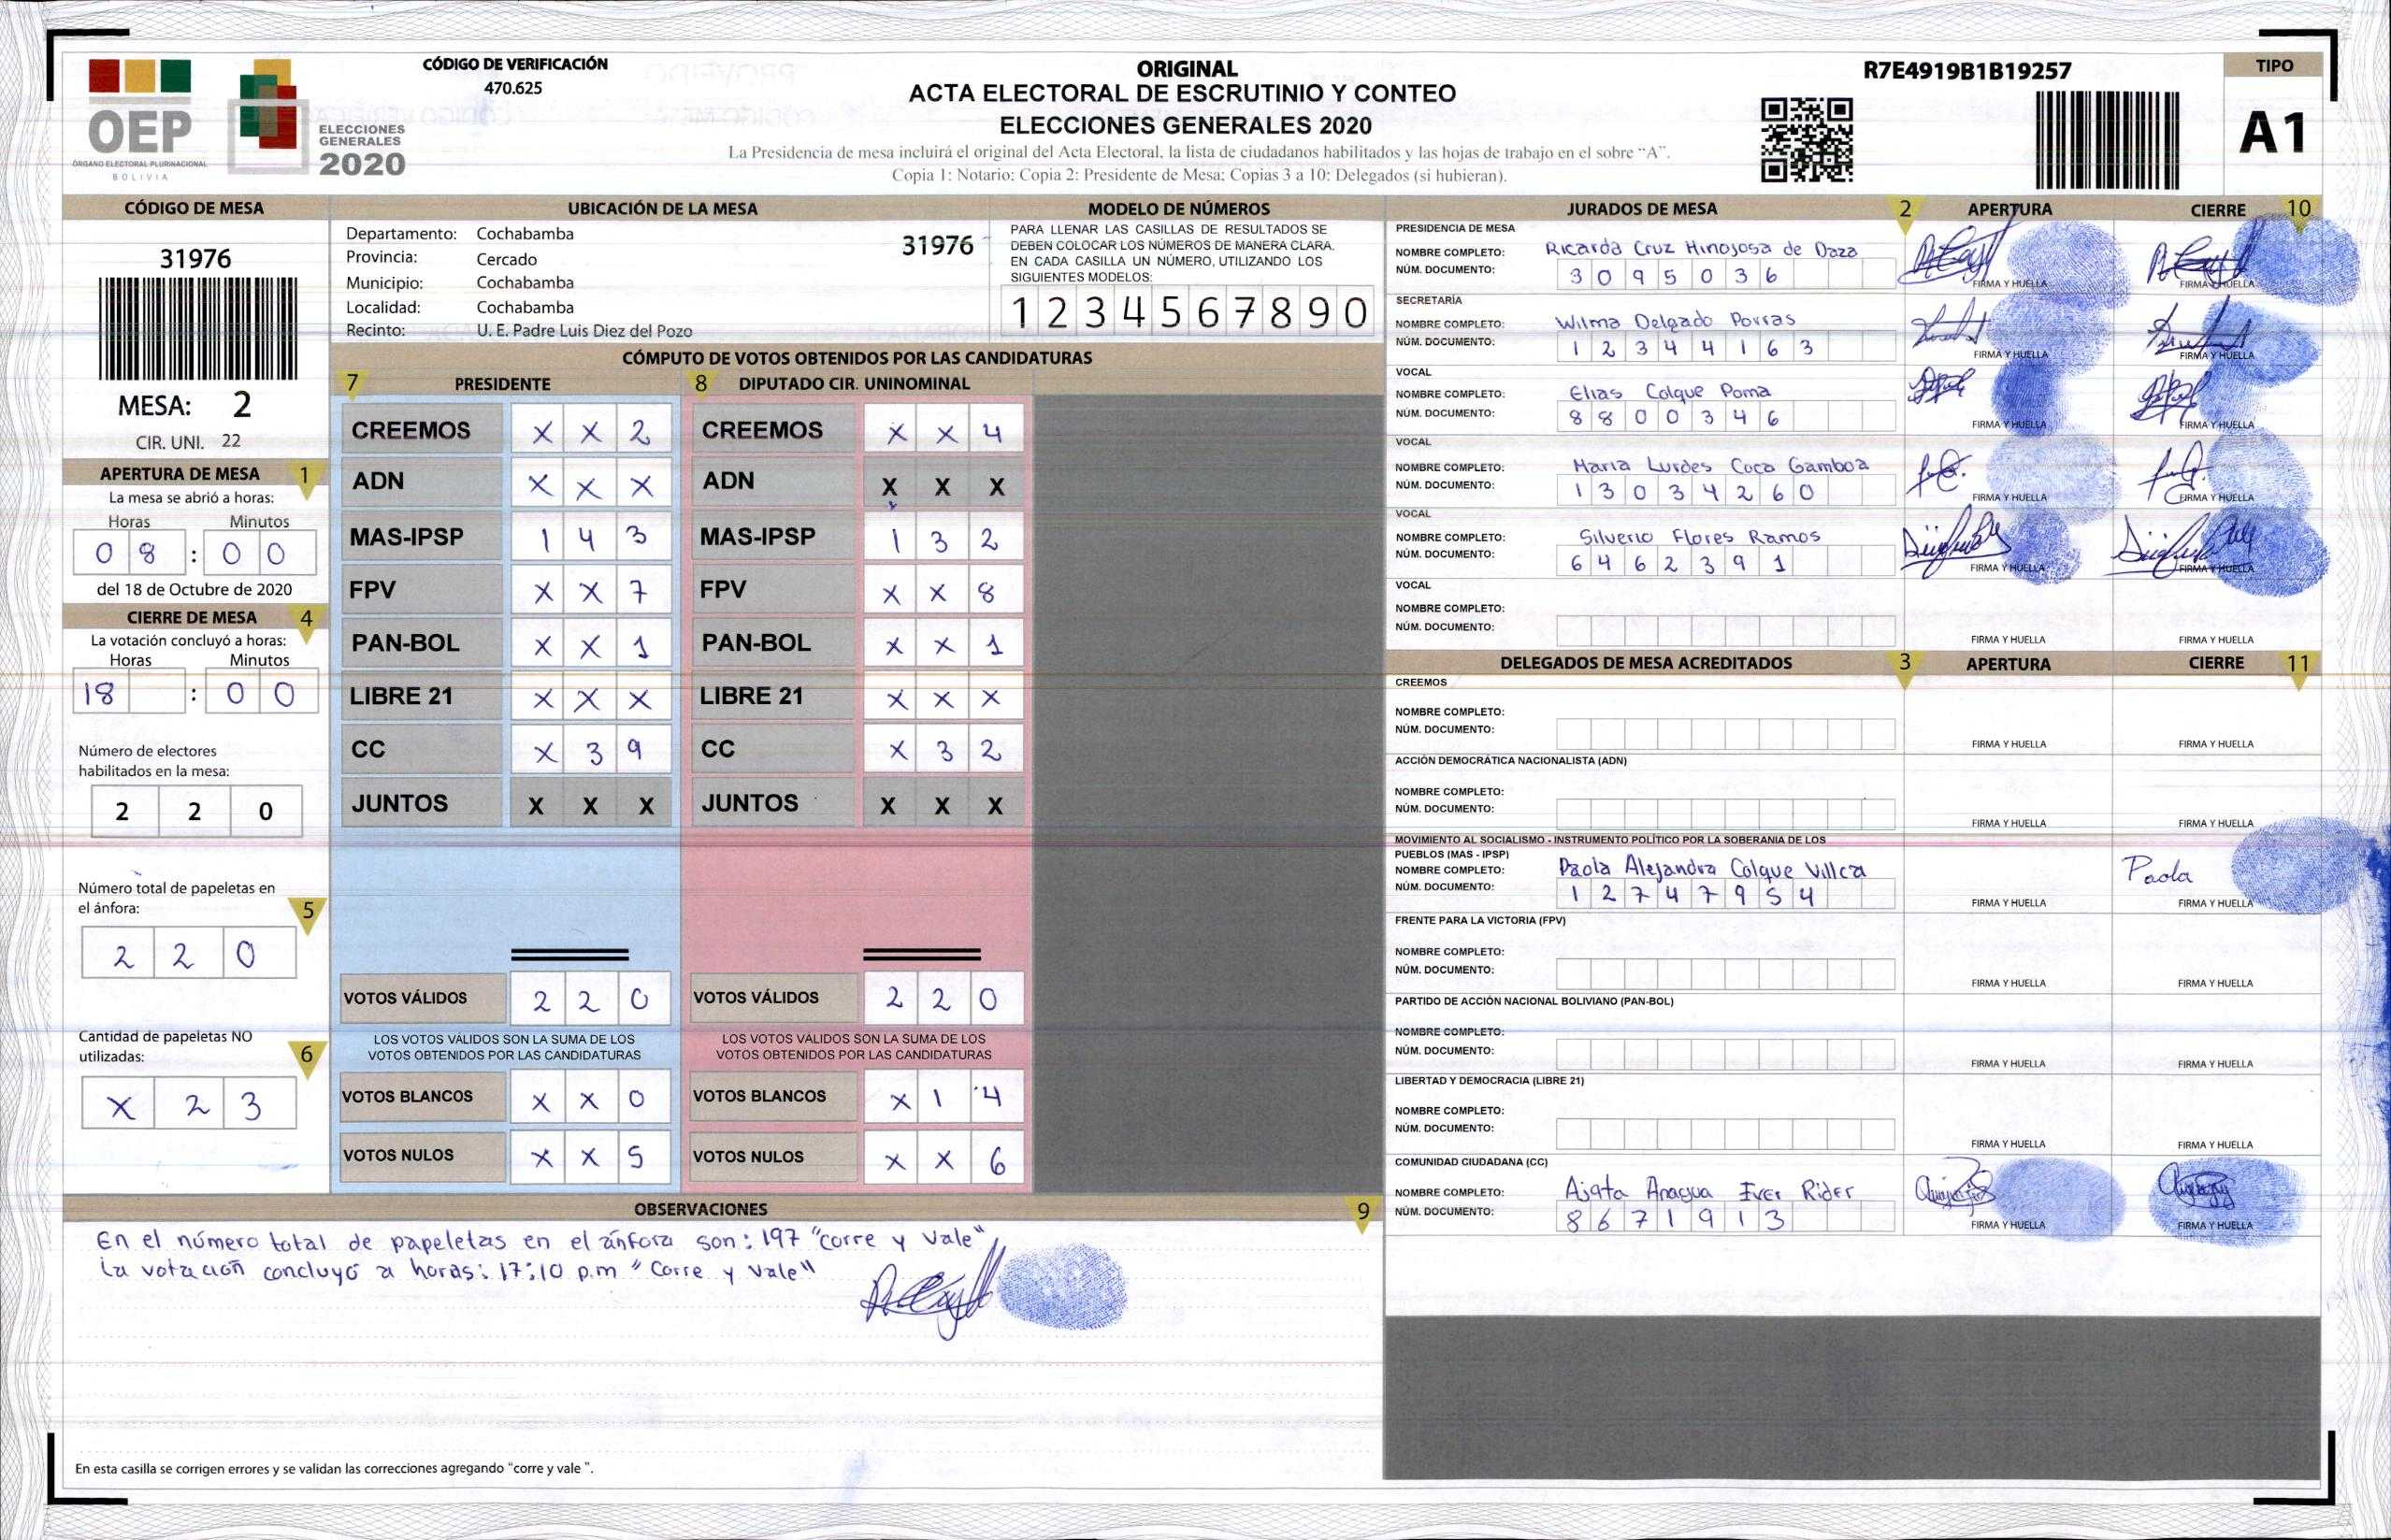 OEP
ÓRGANO ELECTORAL PLURINACIONAL
BOLIVIA
ELECCIONES
GENERALES
2020
CÓDIGO DE VERIFICACIÓN
470.625
ORIGINAL
ACTA ELECTORAL DE ESCRUTINIO Y CONTEO
ELECCIONES GENERALES 2020
La Presidencia de mesa incluirá el original del Acta Electoral, la lista de ciudadanos habilitados y las hojas de trabajo en el sobre “A”.
Copia 1: Notario; Copia 2: Presidente de Mesa; Copias 3 a 10: Delegados (si hubieran).
R7E4919B1B19257
TIPO
A1
CÓDIGO DE MESA
31976
MESA: 2
CIR. UNI. 22
APERTURA DE MESA 1
La mesa se abrió a horas:
Horas Minutos
0 8 : 0 0
del 18 de Octubre de 2020
CIERRE DE MESA 4
La votación concluyó a horas:
Horas Minutos
18 : 0 0
Número de electores
habilitados en la mesa:
2 2 0
Número total de papeletas en
el ánfora: 5
2 2 0
Cantidad de papeletas NO
utilizadas: 6
X 2 3
UBICACIÓN DE LA MESA
Departamento: Cochabamba
Provincia: Cercado
Municipio: Cochabamba
Localidad: Cochabamba
Recinto: U. E. Padre Luis Diez del Pozo
31976
MODELO DE NÚMEROS
PARA LLENAR LAS CASILLAS DE RESULTADOS SE
DEBEN COLOCAR LOS NÚMEROS DE MANERA CLARA.
EN CADA CASILLA UN NÚMERO, UTILIZANDO LOS
SIGUIENTES MODELOS:
1 2 3 4 5 6 7 8 9 0
CÓMPUTO DE VOTOS OBTENIDOS POR LAS CANDIDATURAS
7 PRESIDENTE 8 DIPUTADO CIR. UNINOMINAL
CREEMOS X X 2 CREEMOS X X 4
ADN X X X ADN X X X
MAS-IPSP 1 4 3 MAS-IPSP 1 3 2
FPV X X 7 FPV X X 8
PAN-BOL X X 1 PAN-BOL X X 1
LIBRE 21 X X X LIBRE 21 X X X
CC X 3 9 CC X 3 2
JUNTOS X X X JUNTOS X X X
VOTOS VÁLIDOS 2 2 0 VOTOS VÁLIDOS 2 2 0
LOS VOTOS VÁLIDOS SON LA SUMA DE LOS LOS VOTOS VÁLIDOS SON LA SUMA DE LOS
VOTOS OBTENIDOS POR LAS CANDIDATURAS VOTOS OBTENIDOS POR LAS CANDIDATURAS
VOTOS BLANCOS X X 0 VOTOS BLANCOS X 1 4
VOTOS NULOS X X 5 VOTOS NULOS X X 6
OBSERVACIONES 9
En el número total de papeletas en el ánfora son: 197 "corre y vale"
La votación concluyó a horas: 17:10 p.m "Corre y Vale"
En esta casilla se corrigen errores y se validan las correcciones agregando “corre y vale ”.
JURADOS DE MESA 2 APERTURA CIERRE 10
PRESIDENCIA DE MESA
NOMBRE COMPLETO: Ricarda Cruz Hinojosa de Daza
NÚM. DOCUMENTO: 3 0 9 5 0 3 6
FIRMA Y HUELLA FIRMA Y HUELLA
SECRETARÍA
NOMBRE COMPLETO: Wilma Delgado Porras
NÚM. DOCUMENTO: 1 2 3 4 4 1 6 3
FIRMA Y HUELLA FIRMA Y HUELLA
VOCAL
NOMBRE COMPLETO: Elias Colque Poma
NÚM. DOCUMENTO: 8 8 0 0 3 4 6
FIRMA Y HUELLA FIRMA Y HUELLA
VOCAL
NOMBRE COMPLETO: Maria Lurdes Coca Gamboa
NÚM. DOCUMENTO: 1 3 0 3 4 2 6 0
FIRMA Y HUELLA FIRMA Y HUELLA
VOCAL
NOMBRE COMPLETO: Silverio Flores Ramos
NÚM. DOCUMENTO: 6 4 6 2 3 9 1
FIRMA Y HUELLA FIRMA Y HUELLA
VOCAL
NOMBRE COMPLETO:
NÚM. DOCUMENTO:
FIRMA Y HUELLA FIRMA Y HUELLA
DELEGADOS DE MESA ACREDITADOS 3 APERTURA CIERRE 11
CREEMOS
NOMBRE COMPLETO:
NÚM. DOCUMENTO:
FIRMA Y HUELLA FIRMA Y HUELLA
ACCIÓN DEMOCRÁTICA NACIONALISTA (ADN)
NOMBRE COMPLETO:
NÚM. DOCUMENTO:
FIRMA Y HUELLA FIRMA Y HUELLA
MOVIMIENTO AL SOCIALISMO - INSTRUMENTO POLÍTICO POR LA SOBERANIA DE LOS
PUEBLOS (MAS - IPSP)
NOMBRE COMPLETO: Paola Alejandra Colque Villca Paola
NÚM. DOCUMENTO: 1 2 7 4 7 9 5 4
FIRMA Y HUELLA FIRMA Y HUELLA
FRENTE PARA LA VICTORIA (FPV)
NOMBRE COMPLETO:
NÚM. DOCUMENTO:
FIRMA Y HUELLA FIRMA Y HUELLA
PARTIDO DE ACCIÓN NACIONAL BOLIVIANO (PAN-BOL)
NOMBRE COMPLETO:
NÚM. DOCUMENTO:
FIRMA Y HUELLA FIRMA Y HUELLA
LIBERTAD Y DEMOCRACIA (LIBRE 21)
NOMBRE COMPLETO:
NÚM. DOCUMENTO:
FIRMA Y HUELLA FIRMA Y HUELLA
COMUNIDAD CIUDADANA (CC)
NOMBRE COMPLETO: Ajata Anagua Iver Rider
NÚM. DOCUMENTO: 8 6 7 1 9 1 3
FIRMA Y HUELLA FIRMA Y HUELLA